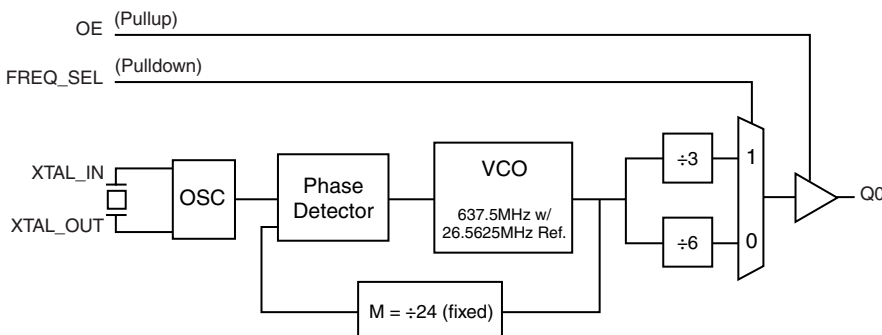 OE (Pullup)
FREQ_SEL (Pulldown)
XTAL_IN
XTAL_OUT
OSC
Phase
Detector
VCO
637.5MHz w/
26.5625MHz Ref.
÷3
÷6
1
0
Q0
M = ÷24 (fixed)